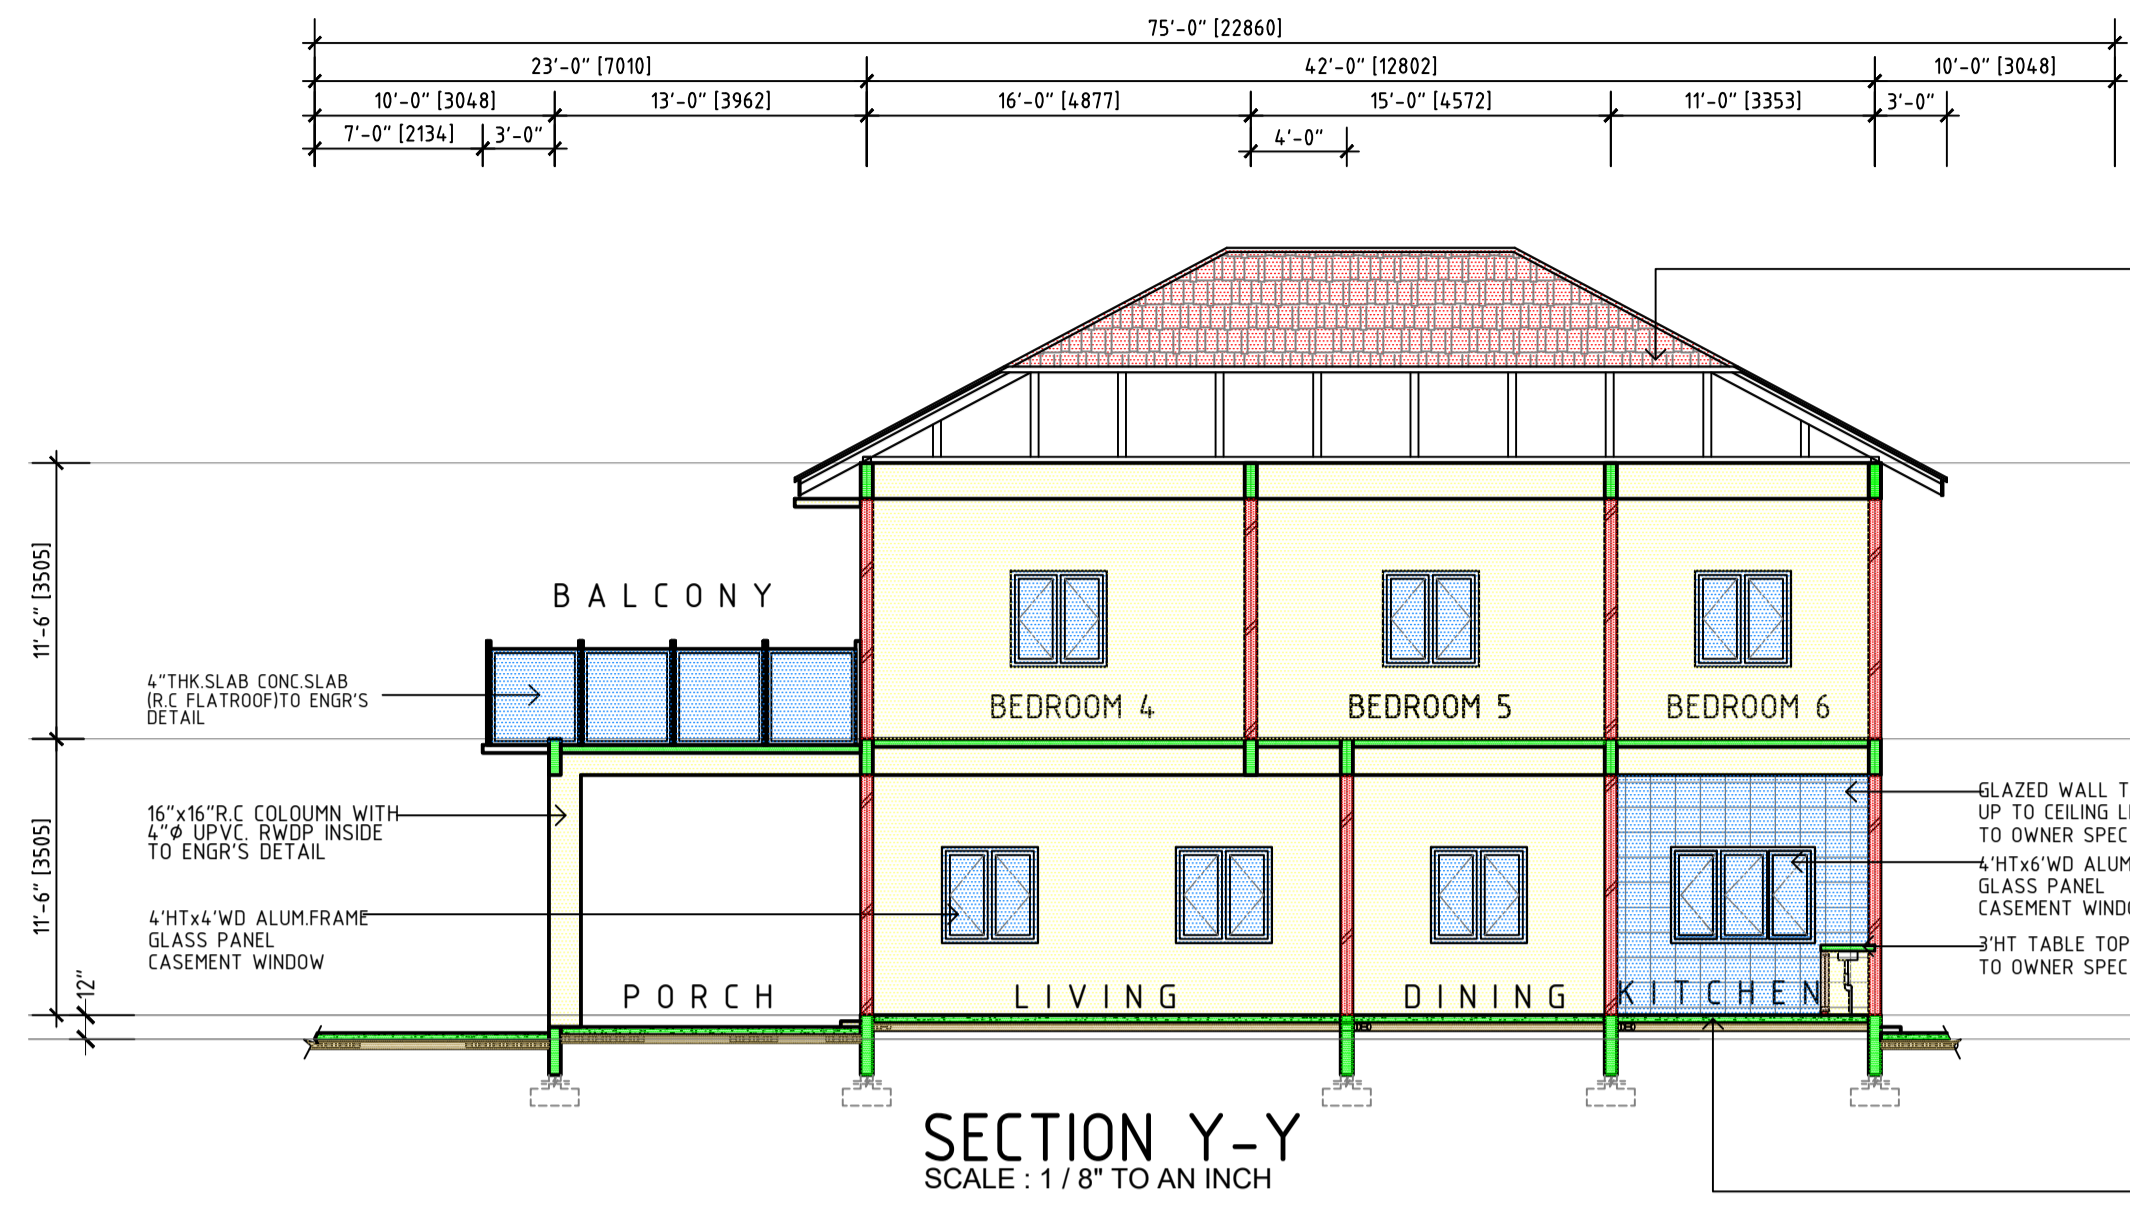 75'-0" [22860]
23'-0" [7010]
42'-0" [12802]
10'-0" [3048]
10'-0" [3048]
13'-0" [3962]
16'-0" [4877]
15'-0" [4572]
11'-0" [3353]
3'-0"
7'-0" [2134]
3'-0"
4'-0"
11'-6" [3505]
BALCONY
4"THK.SLAB CONC.SLAB
(R.C FLATROOF)TO ENGR'S
DETAIL
BEDROOM 4
BEDROOM 5
BEDROOM 6
16"x16"R.C COLOUMN WITH
4"Ø UPVC. RWDP INSIDE
TO ENGR'S DETAIL
GLAZED WALL T
UP TO CEILING L
TO OWNER SPEC
4'HTx6'WD ALUM
GLASS PANEL
CASEMENT WINDO
11'-6" [3505]
4'HTx4'WD ALUM.FRAME
GLASS PANEL
CASEMENT WINDOW
3'HT TABLE TOP
TO OWNER SPEC
12"
PORCH
LIVING
DINING
KITCHEN
SECTION Y-Y
SCALE : 1 / 8" TO AN INCH